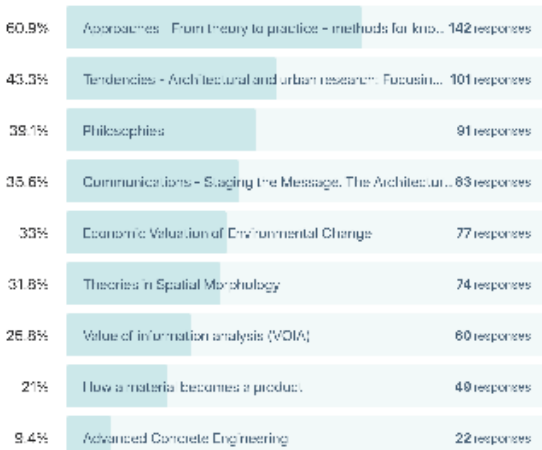 60.9% Approaches - From theory to practice - methods for kno... 142 responses
43.3% Tendencies - Architectural and urban research: Focusin... 101 responses
39.1% Philosophies 91 responses
35.6% Communications - Staging the Message. The Architectur... 83 responses
33% Economic Valuation of Environmental Change 77 responses
31.8% Theories in Spatial Morphology 74 responses
25.8% Value of information analysis (VOIA) 60 responses
21% How a material becomes a product 49 responses
9.4% Advanced Concrete Engineering 22 responses